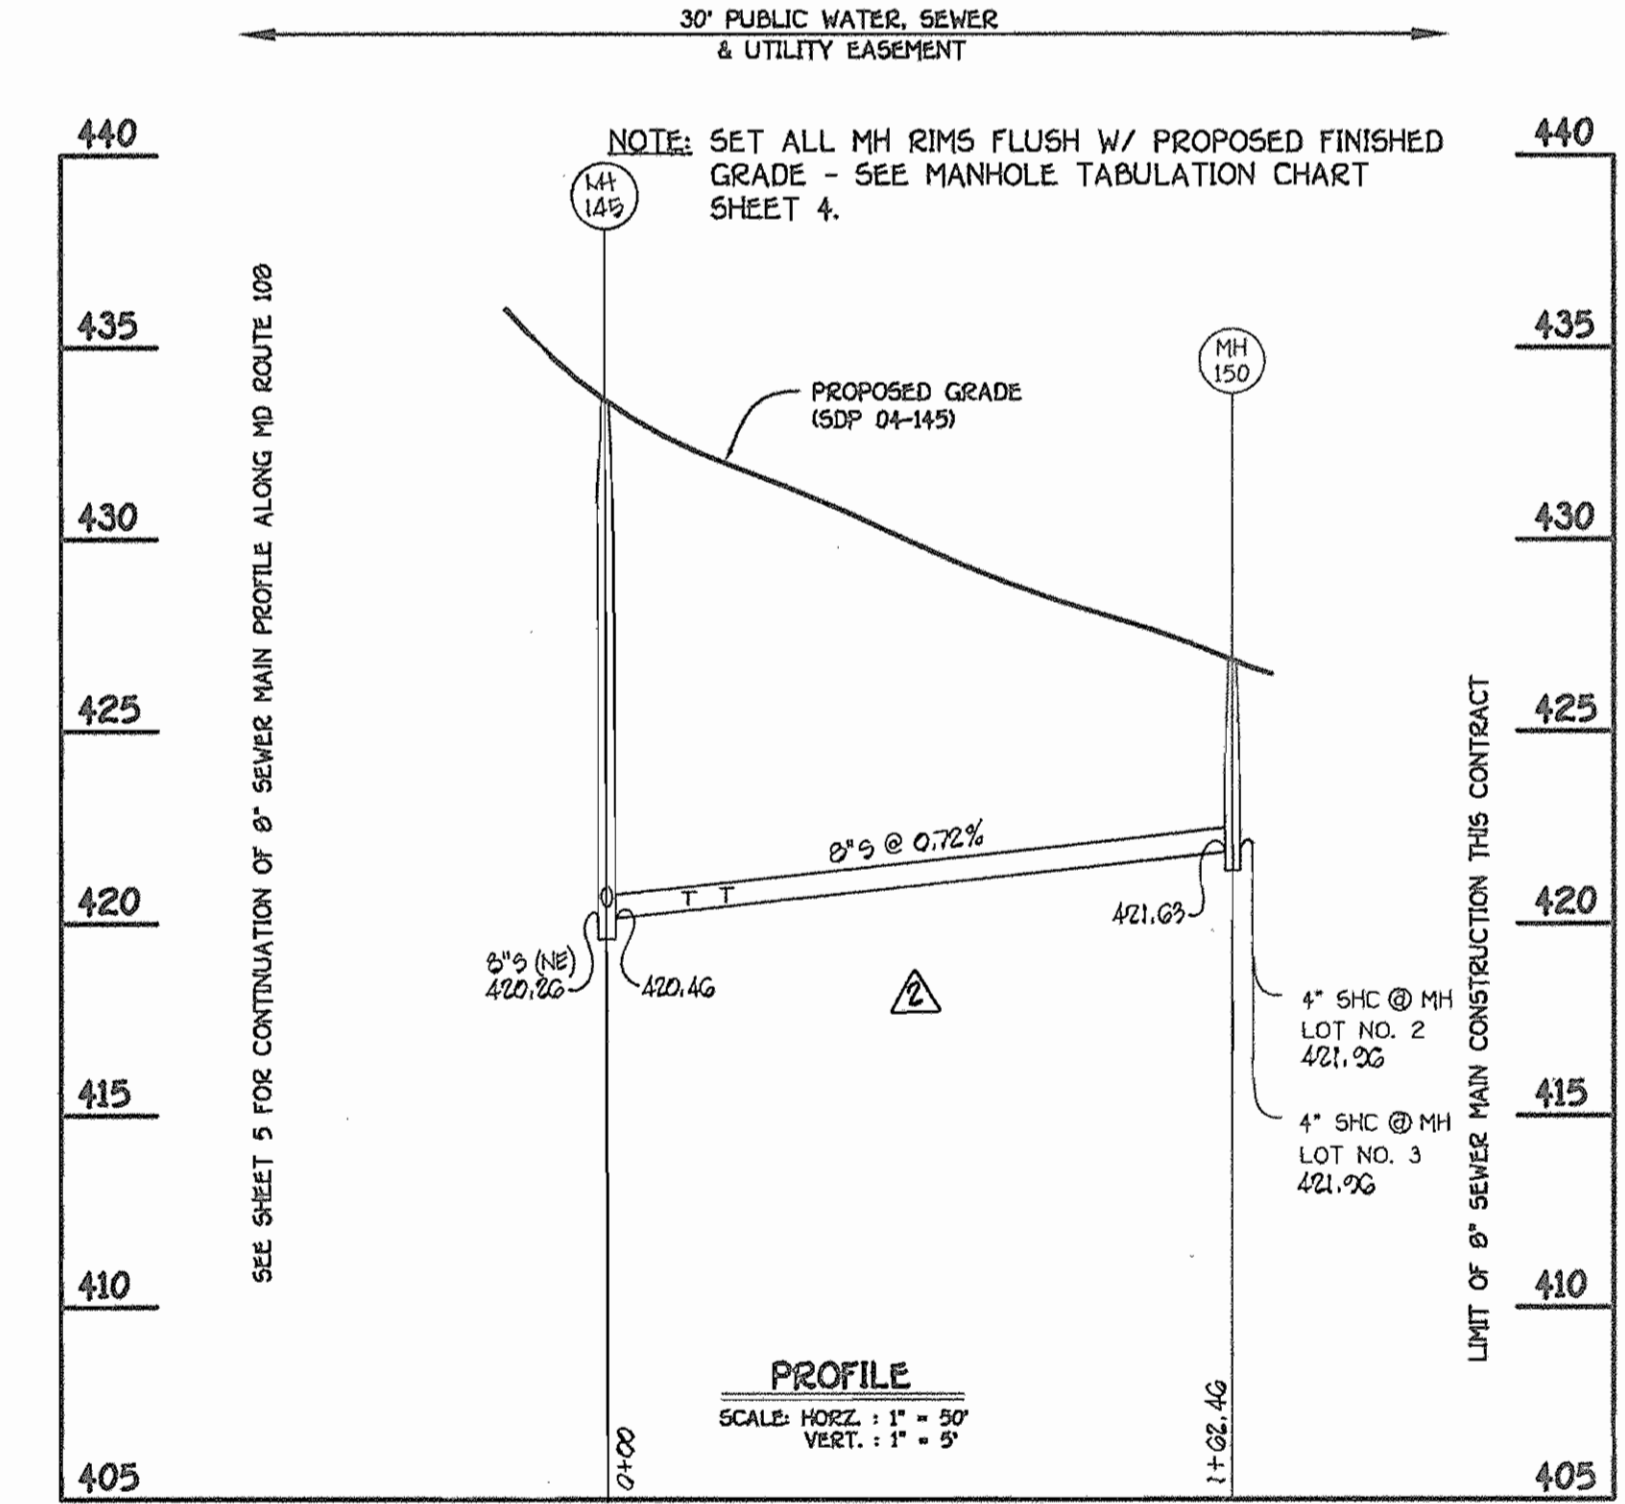 30' PUBLIC WATER, SEWER
& UTILITY EASEMENT
440
440
NOTE: SET ALL MH RIMS FLUSH W/ PROPOSED FINISHED
GRADE - SEE MANHOLE TABULATION CHART
SHEET 4.
MH
145
435
435
MH
150
PROPOSED GRADE
(SDP 04-145)
SEE SHEET 5 FOR CONTINUATION OF 8" SEWER MAIN PROFILE ALONG MD ROUTE 108
430
430
425
425
8"S @ 0.72%
T T
420
420
421.63
8"S (NE)
420.26
420.46
2
4" SHC @ MH
LOT NO. 2
421.96
415
415
4" SHC @ MH
LOT NO. 3
421.96
LIMIT OF 8" SEWER MAIN CONSTRUCTION THIS CONTRACT
410
410
PROFILE
SCALE: HORZ. : 1" = 50'
VERT. : 1" = 5'
0+00
1+62.46
405
405